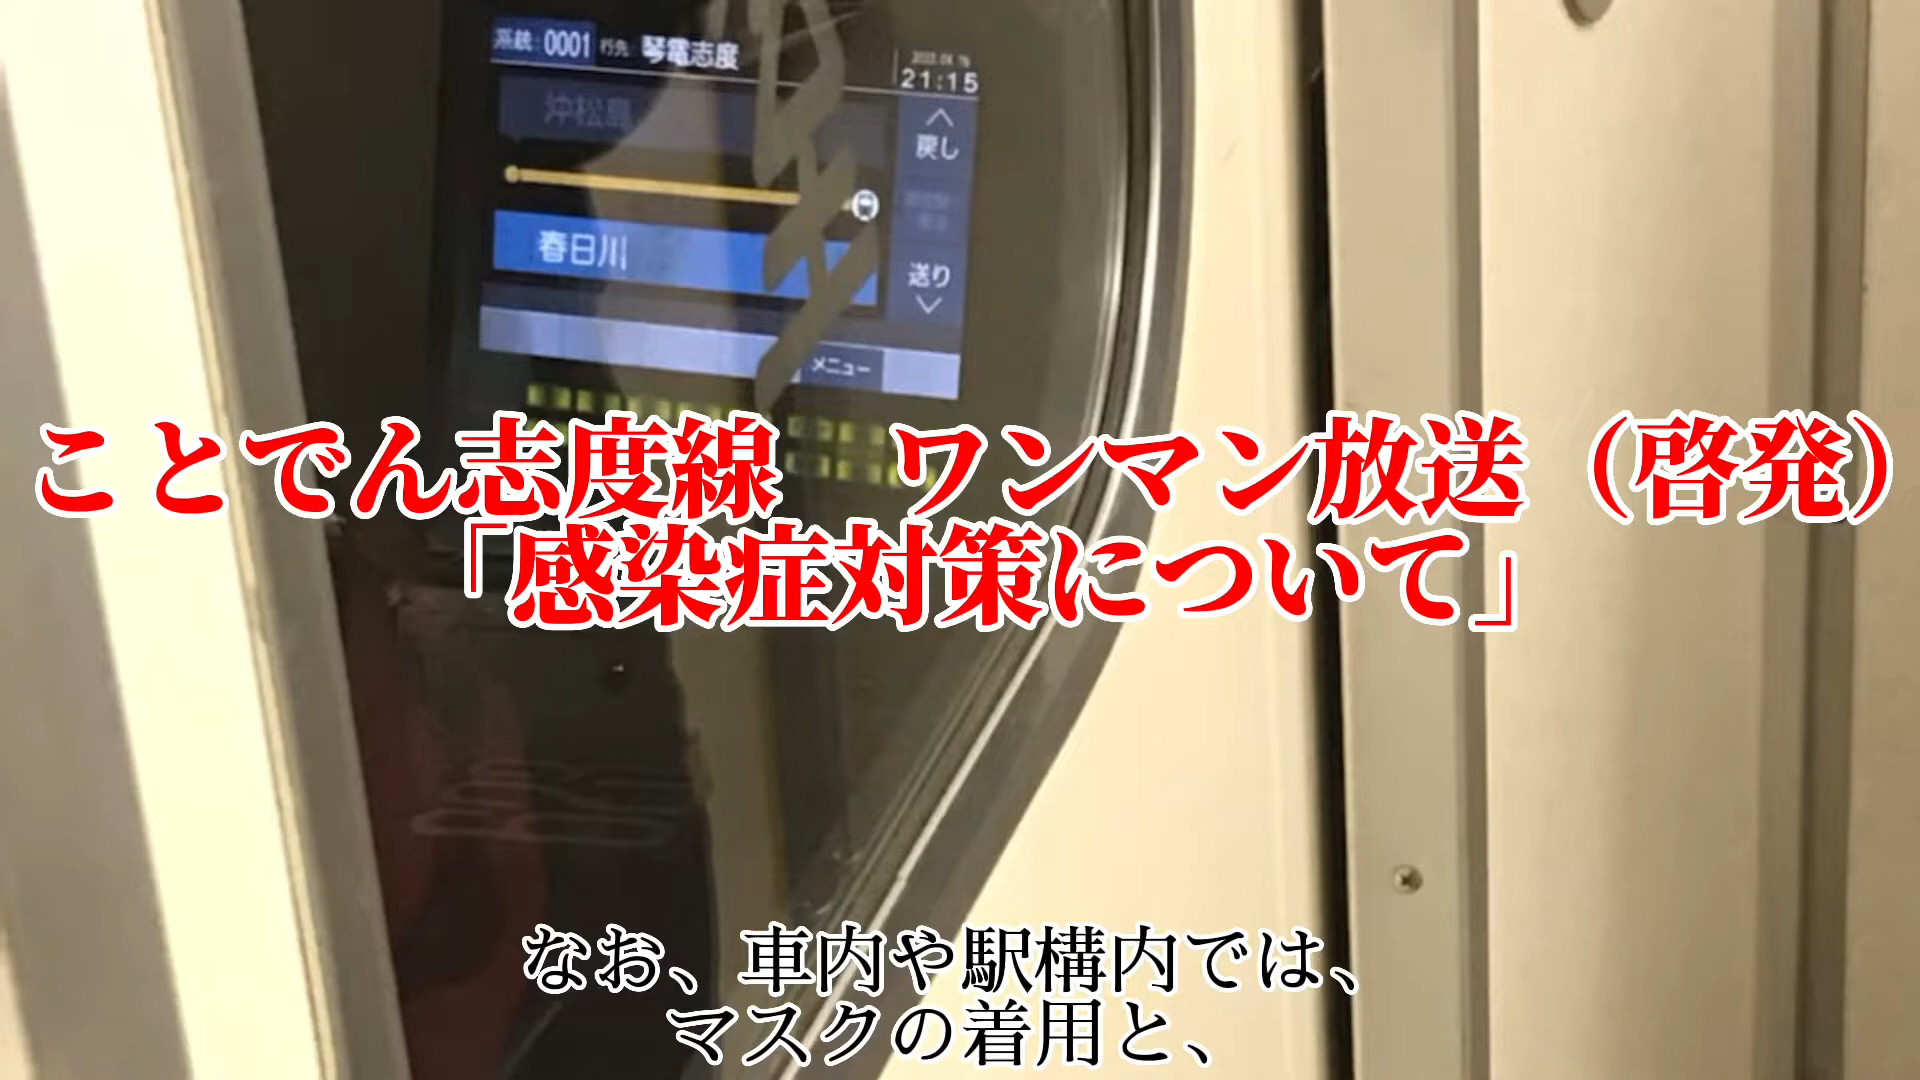 系統:0001 行先 琴電志度
21:15
沖松島
戻し
春日川
送り
メニュー
ことでん志度線　ワンマン放送（啓発）
「感染症対策について」
なお、車内や駅構内では、
マスクの着用と、